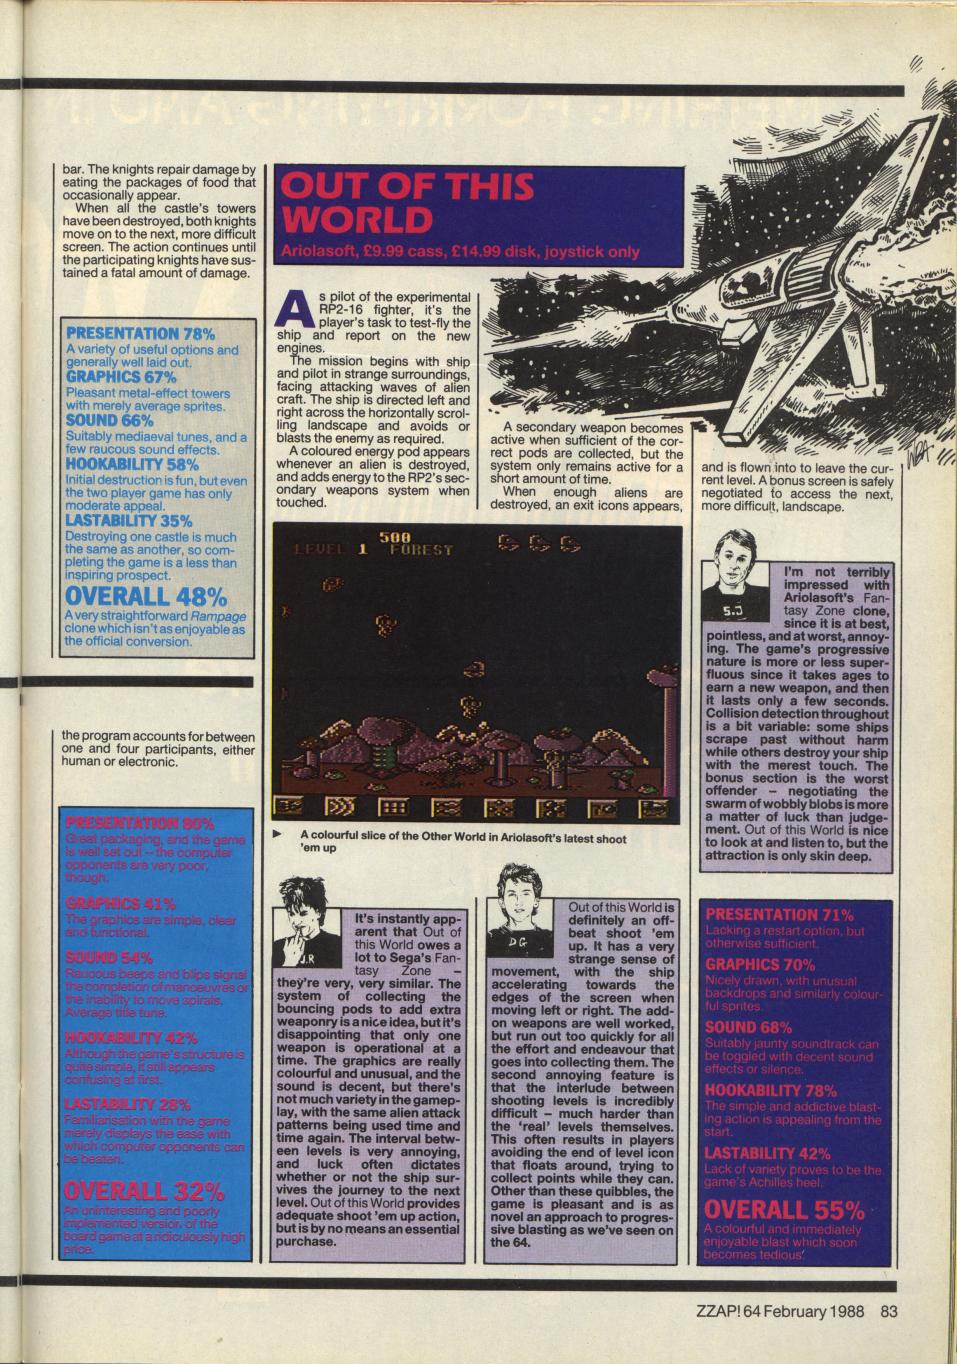 bar. The knights repair damage by
eating the packages of food that
occasionally appear.
When all the castle's towers
have been destroyed, both knights
move on to the next, more difficult
screen. The action continues until
the participating knights have sus-
tained a fatal amount of damage.
PRESENTATION 78%
A variety of useful options and
generally well laid out.
GRAPHICS 67%
Pleasant metal-effect towers
with merely average sprites.
SOUND 66%
Suitably mediaeval tunes, and a
few raucous sound effects.
HOOKABILITY 58%
Initial destruction is fun, but even
the two player game has only
moderate appeal.
LASTABILITY 35%
Destroying one castle is much
the same as another, so com-
pleting the game is a less than
inspiring prospect.
OVERALL 48%
A very straightforward Rampage
clone which isn't as enjoyable as
the official conversion.
the program accounts for between
one and four participants, either
human or electronic.
PRESENTATION 90%
Great packaging, and the game
is well set out – the computer
opponents are very poor,
though.
GRAPHICS 41%
The graphics are simple, clear
and functional.
SOUND 54%
Raucous beeps and blips signal
the completion of manoeuvres or
the inability to move spirals.
Average title tune.
HOOKABILITY 42%
Although the game's structure is
quite simple, it still appears
confusing at first.
LASTABILITY 28%
Familiarisation with the game
merely displays the ease with
which computer opponents can
be beaten.
OVERALL 32%
An uninteresting and poorly
implemented version of the
board game at a ridiculously high
price.
OUT OF THIS
WORLD
Ariolasoft, £9.99 cass, £14.99 disk, joystick only
As pilot of the experimental
RP2-16 fighter, it's the
player's task to test-fly the
ship and report on the new
engines.
The mission begins with ship
and pilot in strange surroundings,
facing attacking waves of alien
craft. The ship is directed left and
right across the horizontally scrol-
ling landscape and avoids or
blasts the enemy as required.
A coloured energy pod appears
whenever an alien is destroyed,
and adds energy to the RP2's sec-
ondary weapons system when
touched.
A secondary weapon becomes
active when sufficient of the cor-
rect pods are collected, but the
system only remains active for a
short amount of time.
When enough aliens are
destroyed, an exit icons appears,
and is flown into to leave the cur-
rent level. A bonus screen is safely
negotiated to access the next,
more difficult, landscape.
500
LEVEL 1 FOREST
A colourful slice of the Other World in Ariolasoft's latest shoot
'em up
J.R
It's instantly app-
arent that Out of
this World owes a
lot to Sega's Fan-
tasy Zone –
they're very, very similar. The
system of collecting the
bouncing pods to add extra
weaponry is a nice idea, but it's
disappointing that only one
weapon is operational at a
time. The graphics are really
colourful and unusual, and the
sound is decent, but there's
not much variety in the gamep-
lay, with the same alien attack
patterns being used time and
time again. The interval betw-
een levels is very annoying,
and luck often dictates
whether or not the ship sur-
vives the journey to the next
level. Out of this World provides
adequate shoot 'em up action,
but is by no means an essential
purchase.
DG
Out of this World is
definitely an off-
beat shoot 'em
up. It has a very
strange sense of
movement, with the ship
accelerating towards the
edges of the screen when
moving left or right. The add-
on weapons are well worked,
but run out too quickly for all
the effort and endeavour that
goes into collecting them. The
second annoying feature is
that the interlude between
shooting levels is incredibly
difficult – much harder than
the 'real' levels themselves.
This often results in players
avoiding the end of level icon
that floats around, trying to
collect points while they can.
Other than these quibbles, the
game is pleasant and is as
novel an approach to progres-
sive blasting as we've seen on
the 64.
S.J
I'm not terribly
impressed with
Ariolasoft's Fan-
tasy Zone clone,
since it is at best,
pointless, and at worst, annoy-
ing. The game's progressive
nature is more or less super-
fluous since it takes ages to
earn a new weapon, and then
it lasts only a few seconds.
Collision detection throughout
is a bit variable: some ships
scrape past without harm
while others destroy your ship
with the merest touch. The
bonus section is the worst
offender – negotiating the
swarm of wobbly blobs is more
a matter of luck than judge-
ment. Out of this World is nice
to look at and listen to, but the
attraction is only skin deep.
PRESENTATION 71%
Lacking a restart option, but
otherwise sufficient.
GRAPHICS 70%
Nicely drawn, with unusual
backdrops and similarly colour-
ful sprites.
SOUND 68%
Suitably jaunty soundtrack can
be toggled with decent sound
effects or silence.
HOOKABILITY 78%
The simple and addictive blast-
ing action is appealing from the
start.
LASTABILITY 42%
Lack of variety proves to be the
game's Achilles heel.
OVERALL 55%
A colourful and immediately
enjoyable blast which soon
becomes tedious.
ZZAP! 64 February 1988 83